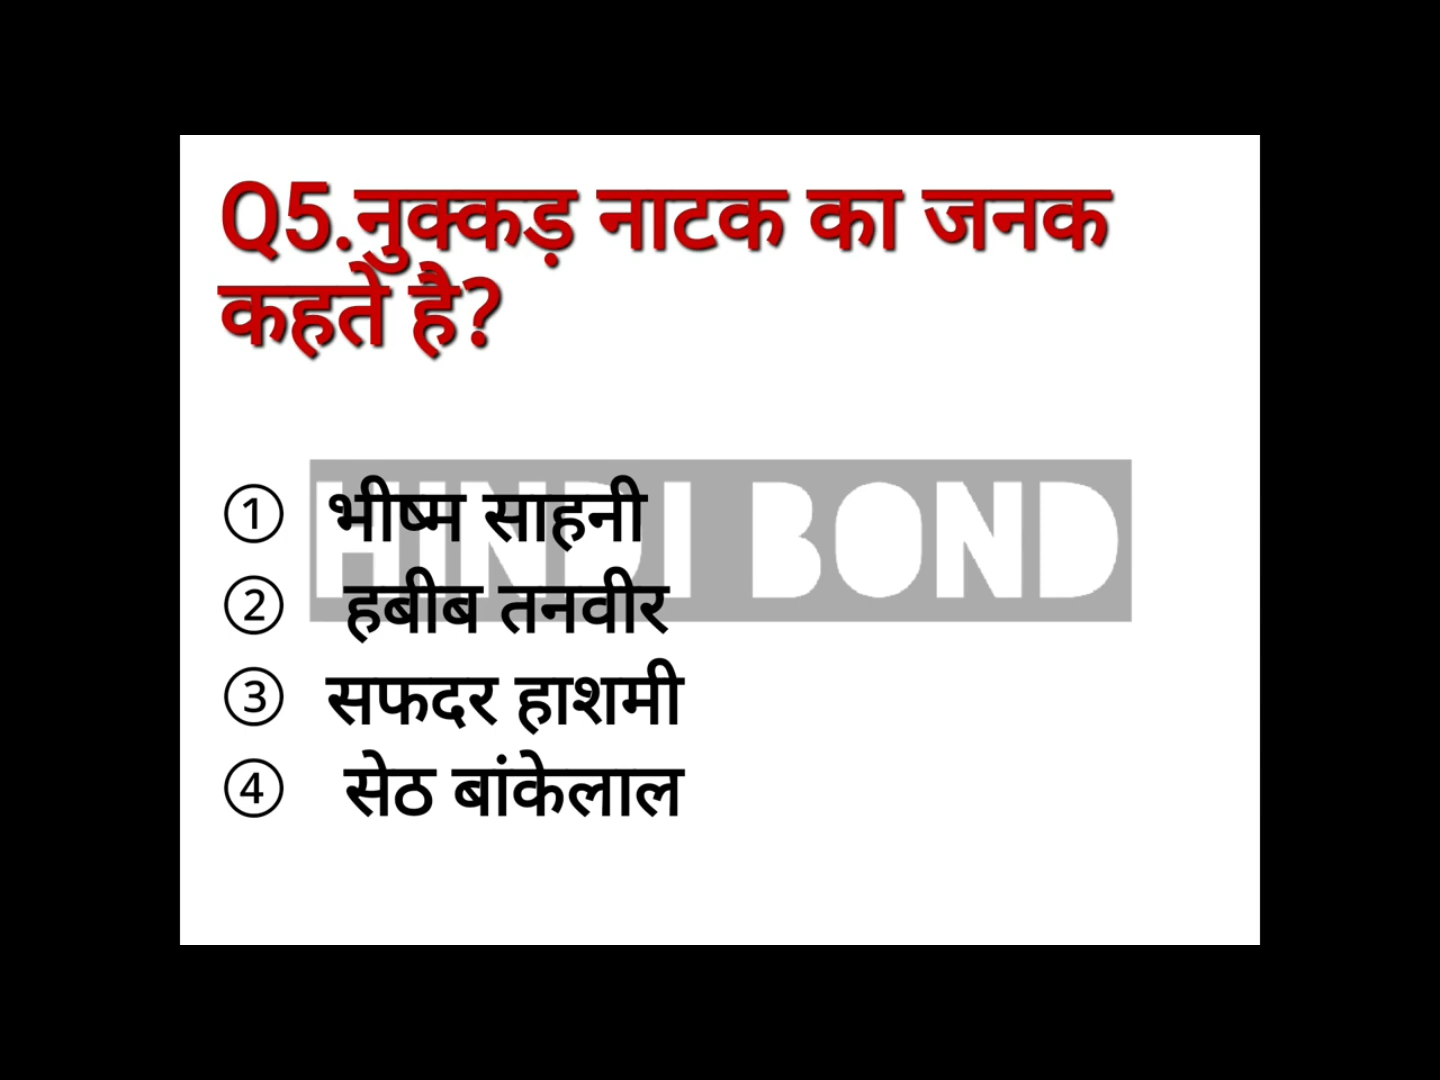 Q5.नुक्कड़ नाटक का जनक
कहते है?
HINDI BOND
① भीष्म साहनी
② हबीब तनवीर
③ सफदर हाशमी
④ सेठ बांकेलाल